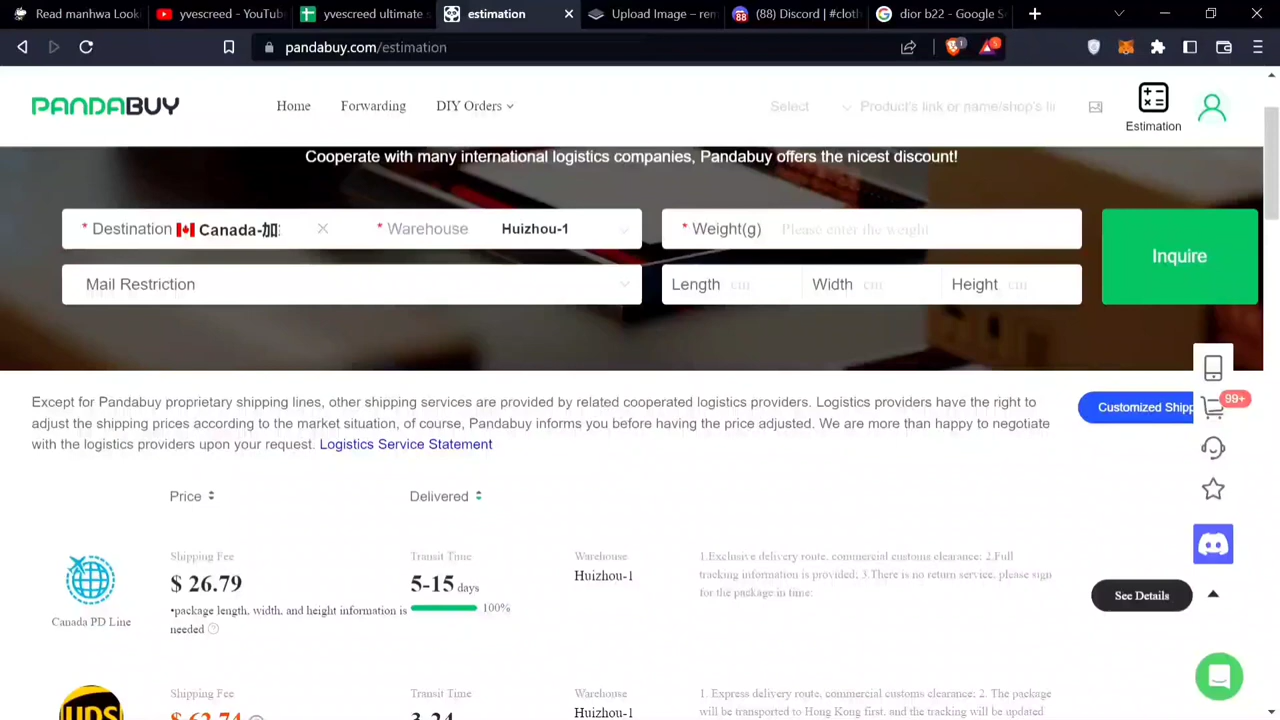 Read manhwa Look
yvescreed - YouTub
yvescreed ultimate s
estimation
Upload Image – ren
(88) Discord | #cloth
dior b22 - Google Se
pandabuy.com/estimation
1
PANDABUY
Home
Forwarding
DIY Orders
Select
Product's link or name/shop's li
Estimation
Cooperate with many international logistics companies, Pandabuy offers the nicest discount!
* Destination Canada-加
* Warehouse Huizhou-1
* Weight(g) Please enter the weight
Inquire
Mail Restriction
Length cm
Width cm
Height cm
Except for Pandabuy proprietary shipping lines, other shipping services are provided by related cooperated logistics providers. Logistics providers have the right to
adjust the shipping prices according to the market situation, of course, Pandabuy informs you before having the price adjusted. We are more than happy to negotiate
with the logistics providers upon your request. Logistics Service Statement
Customized Shipp
99+
Price
Delivered
Shipping Fee
Transit Time
Warehouse
$ 26.79
5-15 days
Huizhou-1
100%
•package length, width, and height information is
needed
1.Exclusive delivery route, commercial customs clearance; 2.Full
tracking information is provided; 3.There is no return service, please sign
for the package in time;
See Details
Canada PD Line
Shipping Fee
Transit Time
Warehouse
$ 62.74
3-24
Huizhou-1
1. Express delivery route, commercial customs clearance; 2. The package
will be transported to Hong Kong first, and the tracking will be updated
ups